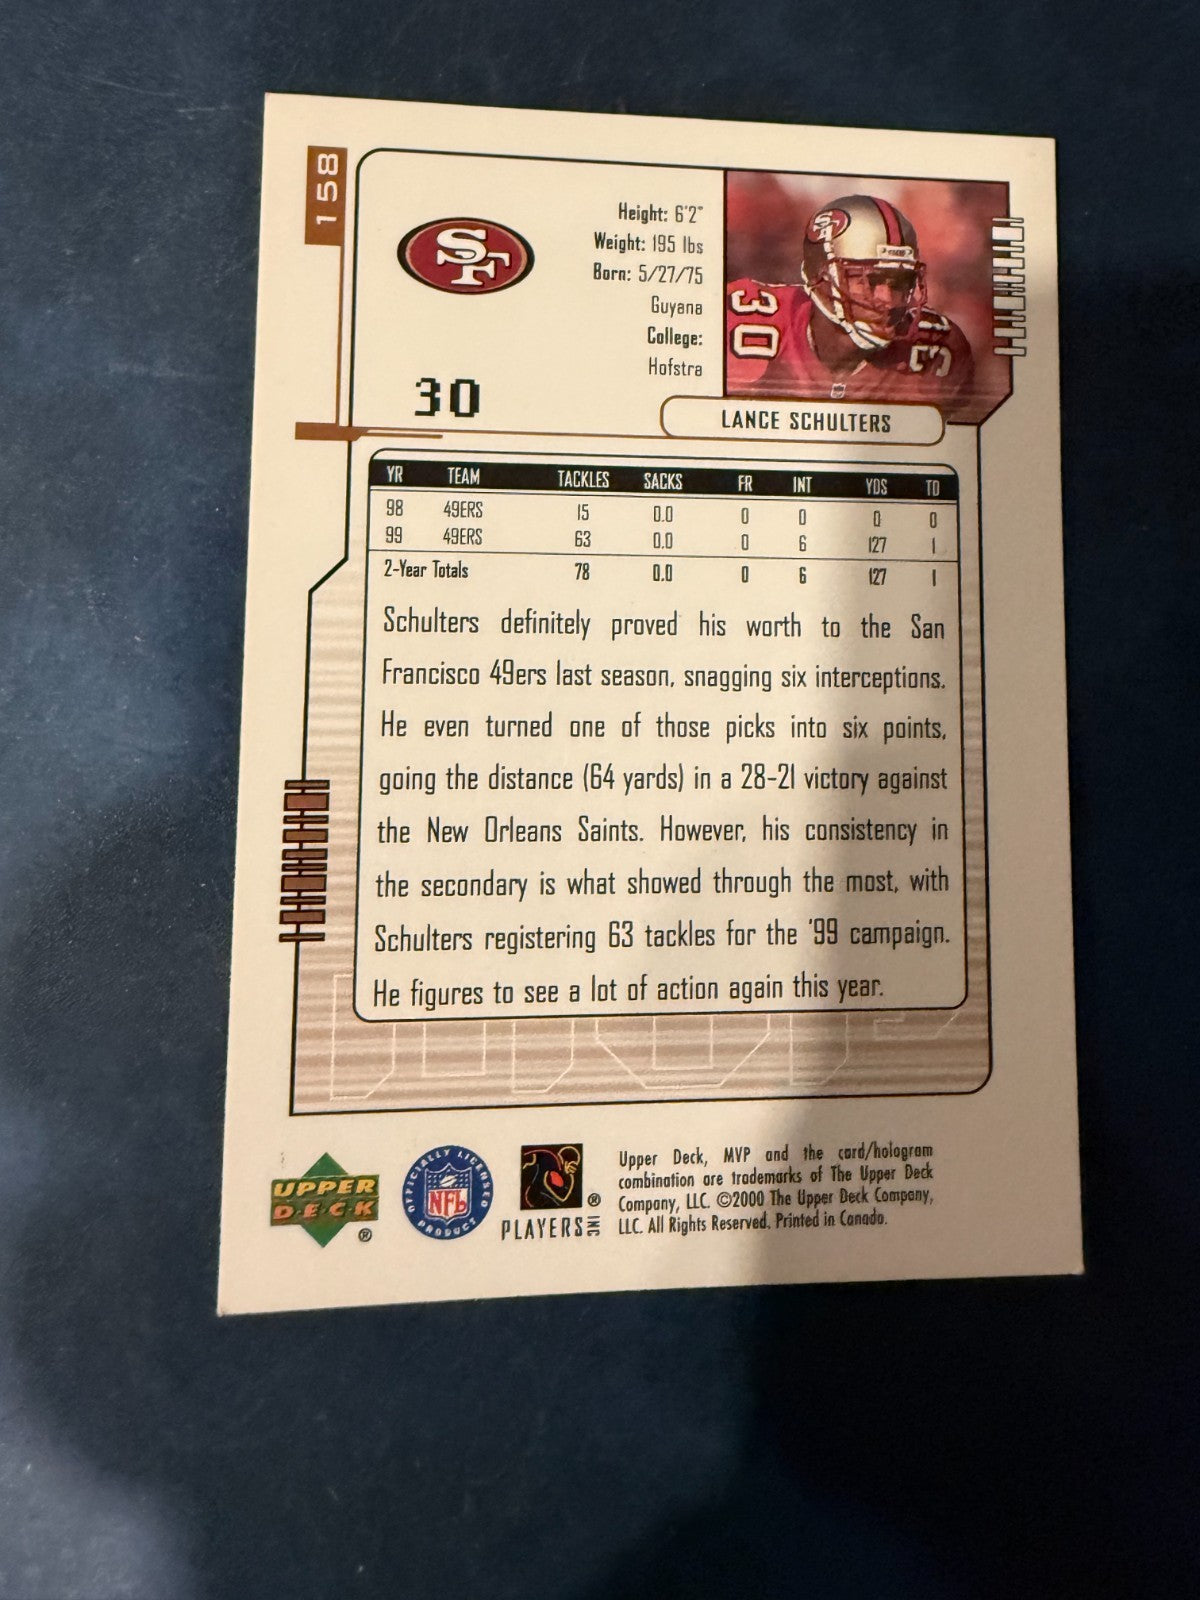 158
SF
Height: 6'2"
Weight: 195 lbs
Born: 5/27/75
Guyana
College:
Hofstra
30
30
LANCE SCHULTERS
YR TEAM TACKLES SACKS FR INT YDS TD
98 49ERS 15 0.0 0 0 0 0
99 49ERS 63 0.0 0 6 127 1
2-Year Totals 78 0.0 0 6 127 1
Schulters definitely proved his worth to the San
Francisco 49ers last season, snagging six interceptions.
He even turned one of those picks into six points,
going the distance (64 yards) in a 28-21 victory against
the New Orleans Saints. However, his consistency in
the secondary is what showed through the most, with
Schulters registering 63 tackles for the '99 campaign.
He figures to see a lot of action again this year.
UPPER
DECK
®
OFFICIALLY LICENSED
NFL
PRODUCT
®
PLAYERS INC
Upper Deck, MVP and the card/hologram
combination are trademarks of The Upper Deck
Company, LLC. ©2000 The Upper Deck Company,
LLC. All Rights Reserved. Printed in Canada.